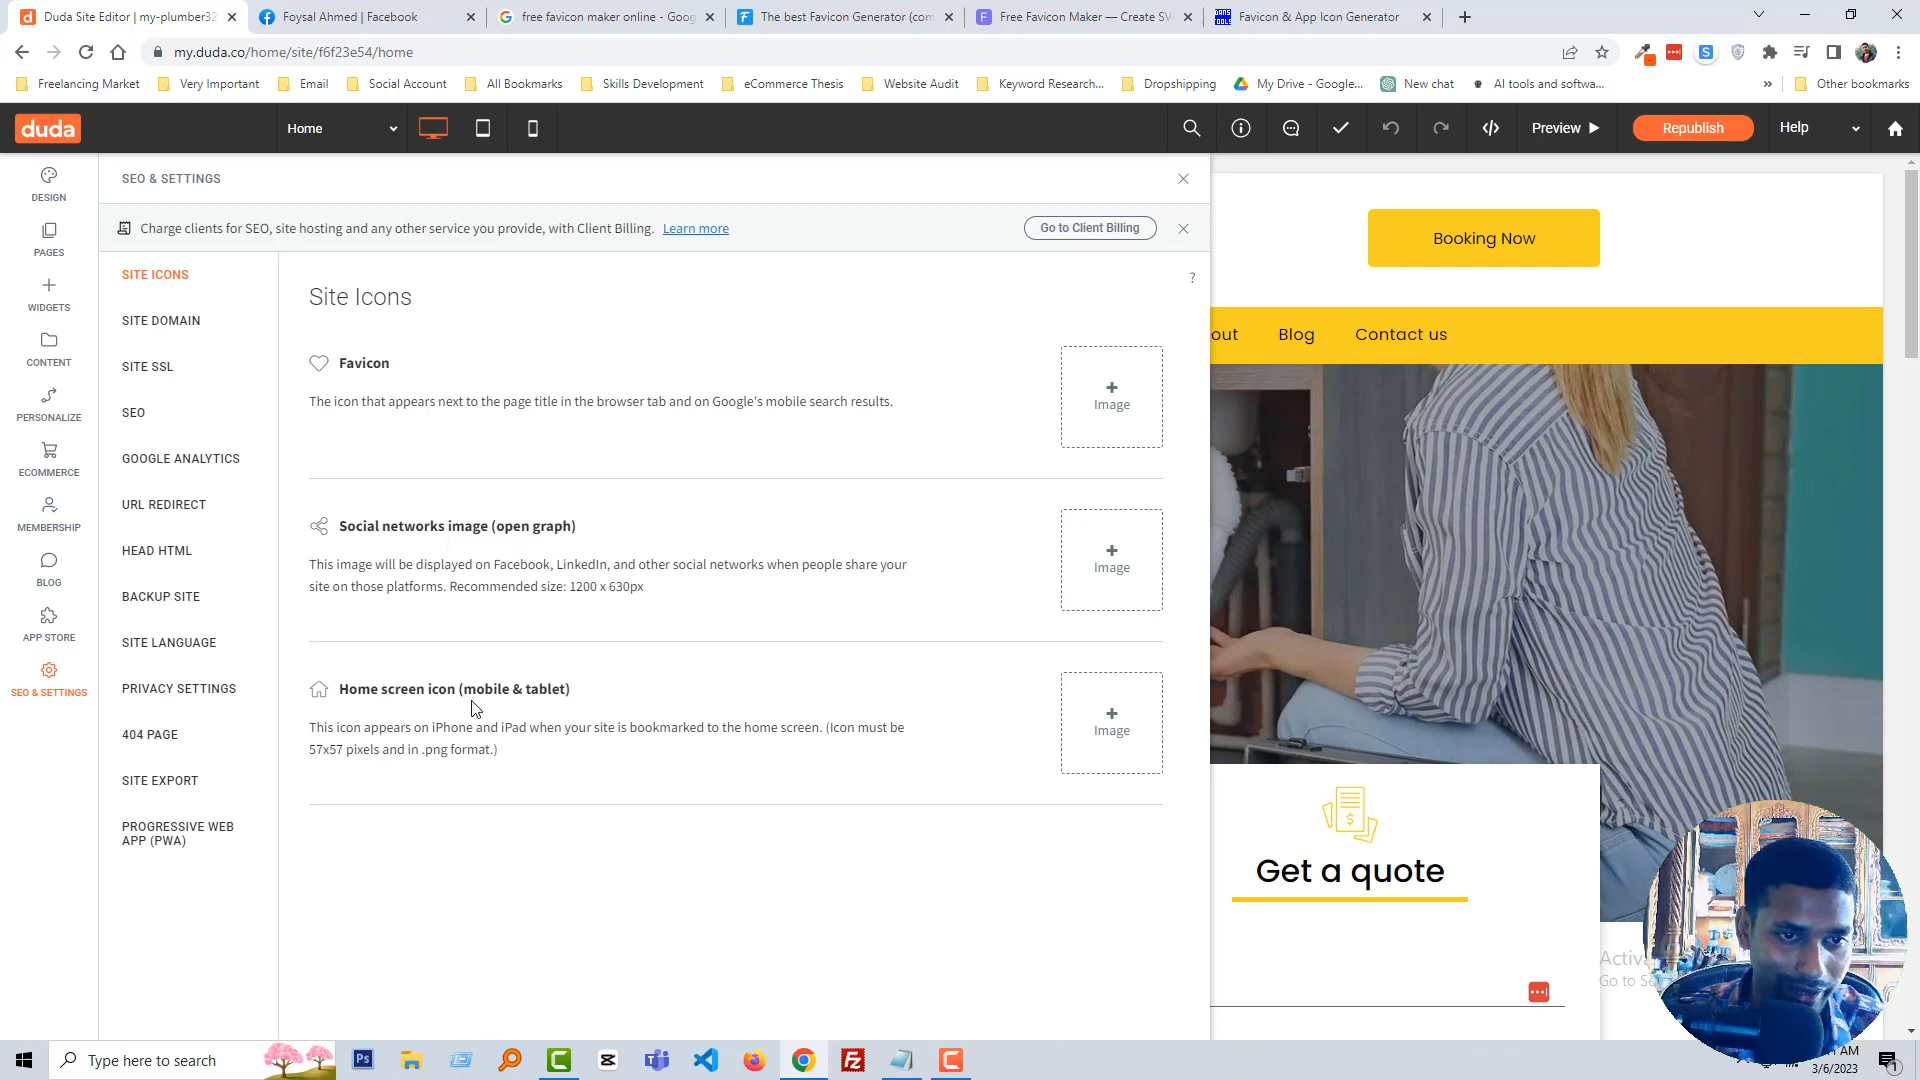 Duda Site Editor | my-plumber32
Foysal Ahmed | Facebook
free favicon maker online - Goog
The best Favicon Generator (com
Free Favicon Maker — Create SV
Favicon & App Icon Generator
my.duda.co/home/site/f6f23e54/home
Freelancing Market
Very Important
Email
Social Account
All Bookmarks
Skills Development
eCommerce Thesis
Website Audit
Keyword Research...
Dropshipping
My Drive - Google...
New chat
AI tools and softwa...
»
Other bookmarks
duda
Home
Preview
Republish
Help
DESIGN
PAGES
WIDGETS
CONTENT
PERSONALIZE
ECOMMERCE
MEMBERSHIP
BLOG
APP STORE
SEO & SETTINGS
SEO & SETTINGS
Charge clients for SEO, site hosting and any other service you provide, with Client Billing. Learn more
Go to Client Billing
SITE ICONS
SITE DOMAIN
SITE SSL
SEO
GOOGLE ANALYTICS
URL REDIRECT
HEAD HTML
BACKUP SITE
SITE LANGUAGE
PRIVACY SETTINGS
404 PAGE
SITE EXPORT
PROGRESSIVE WEB
APP (PWA)
?
Site Icons
Favicon
The icon that appears next to the page title in the browser tab and on Google's mobile search results.
+
Image
Social networks image (open graph)
This image will be displayed on Facebook, LinkedIn, and other social networks when people share your
site on those platforms. Recommended size: 1200 x 630px
+
Image
Home screen icon (mobile & tablet)
This icon appears on iPhone and iPad when your site is bookmarked to the home screen. (Icon must be
57x57 pixels and in .png format.)
+
Image
Booking Now
out
Blog
Contact us
$
Get a quote
Activa
Go to Se
Type here to search
AM
3/6/2023
1